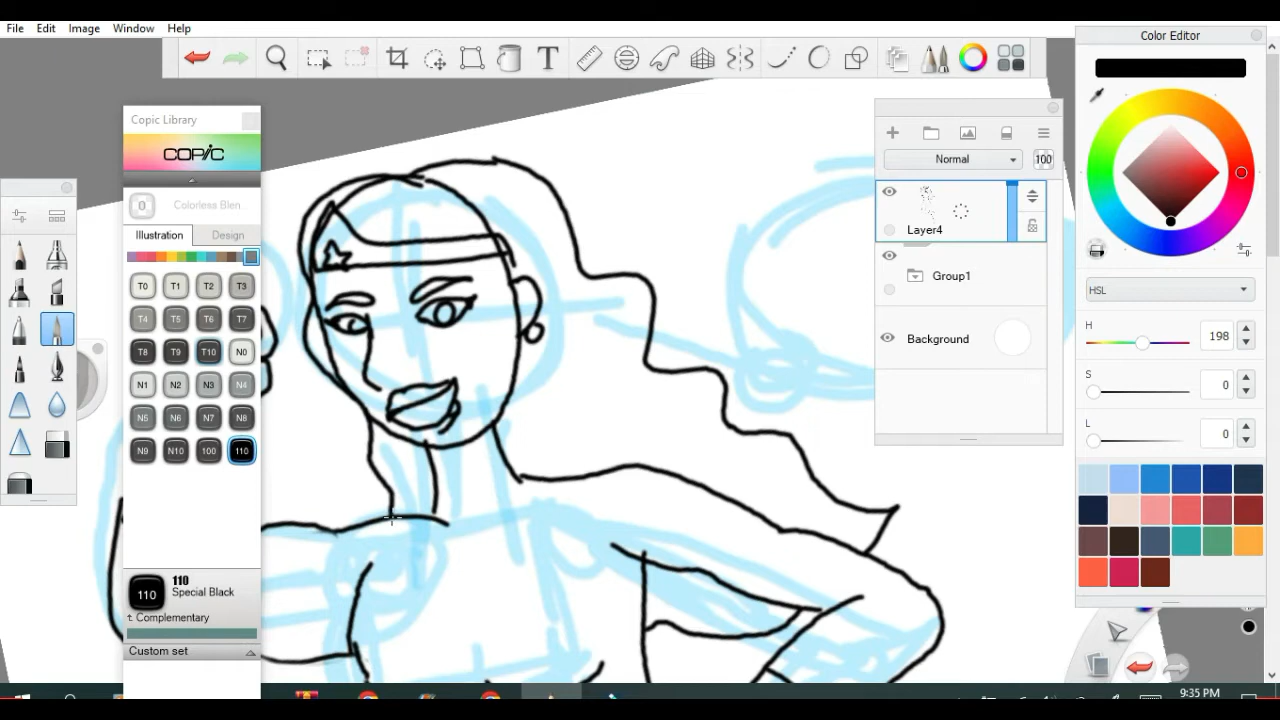 File Edit Image Window Help
Color Editor
Copic Library
COPIC
0 Colorless Blen...
Illustration Design
T0 T1 T2 T3
T4 T5 T6 T7
T8 T9 T10 N0
N1 N2 N3 N4
N5 N6 N7 N8
N9 N10 100 110
110
110
Special Black
Complementary
Custom set
Normal 100
Layer4
Group1
Background
HSL
H 198
S 0
L 0
9:35 PM